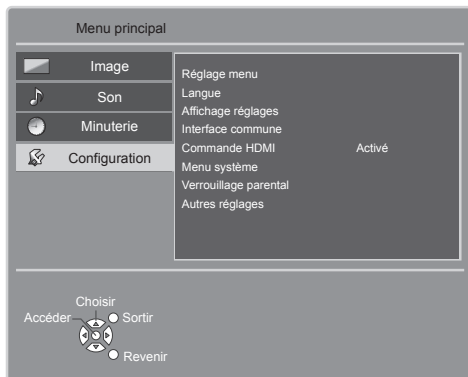 Menu principal
Image
Son
Minuterie
Configuration
Réglage menu
Langue
Affichage réglages
Interface commune
Commande HDMI Activé
Menu système
Verrouillage parental
Autres réglages
Choisir
Accéder Sortir
Revenir